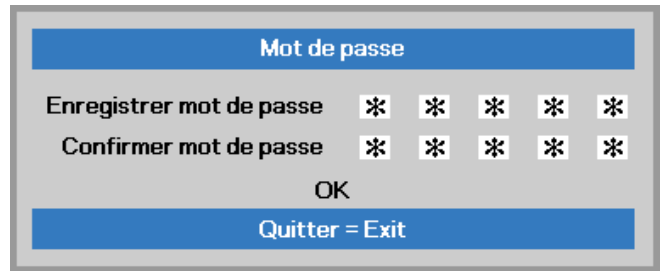 Mot de passe
Enregistrer mot de passe * * * * *
Confirmer mot de passe * * * * *
OK
Quitter = Exit